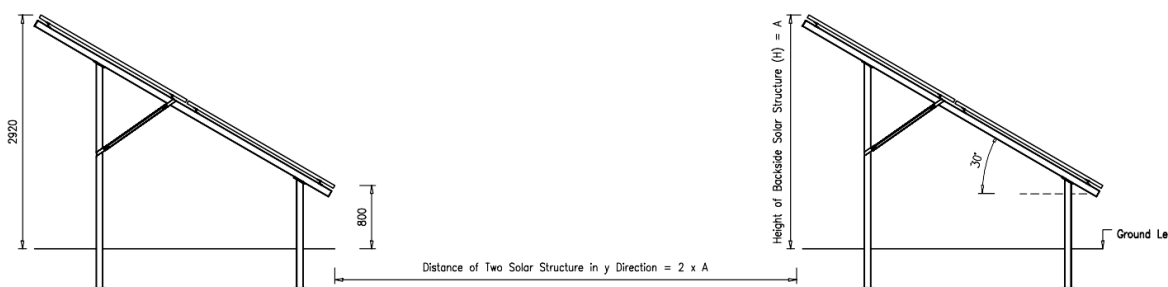 2920
800
Distance of Two Solar Structure in y Direction = 2 x A
Height of Backside Solar Structure (H) = A
30°
Ground Le